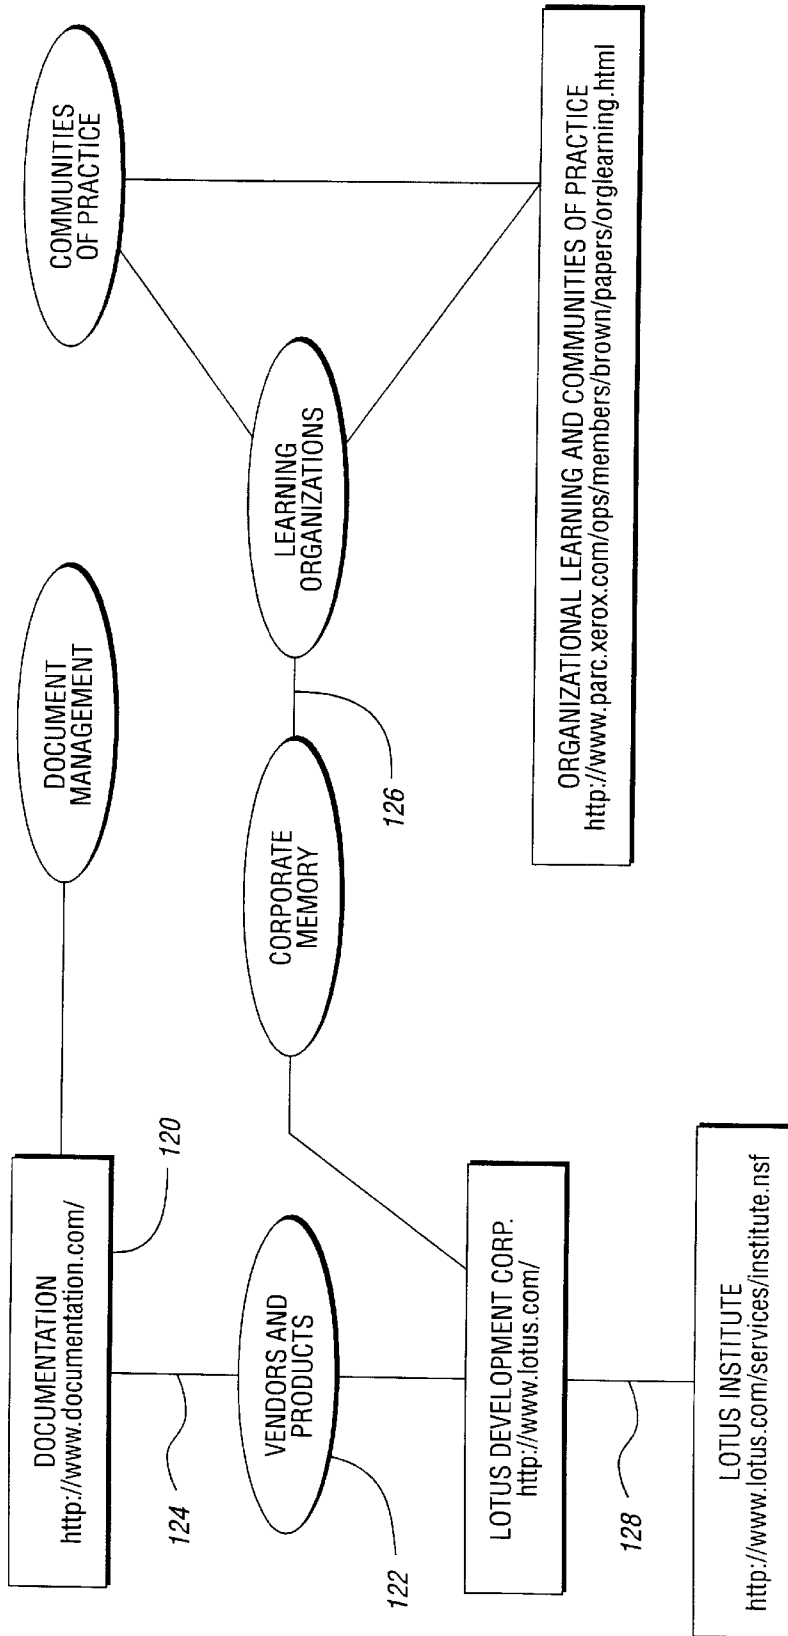 DOCUMENTATION
http://www.documentation.com/
120
DOCUMENT
MANAGEMENT
COMMUNITIES
OF PRACTICE
124
VENDORS AND
PRODUCTS
122
CORPORATE
MEMORY
126
LEARNING
ORGANIZATIONS
LOTUS DEVELOPMENT CORP.
http://www.lotus.com/
128
LOTUS INSTITUTE
http://www.lotus.com/services/institute.nsf
ORGANIZATIONAL LEARNING AND COMMUNITIES OF PRACTICE
http://www.parc.xerox.com/ops/members/brown/papers/orglearning.html